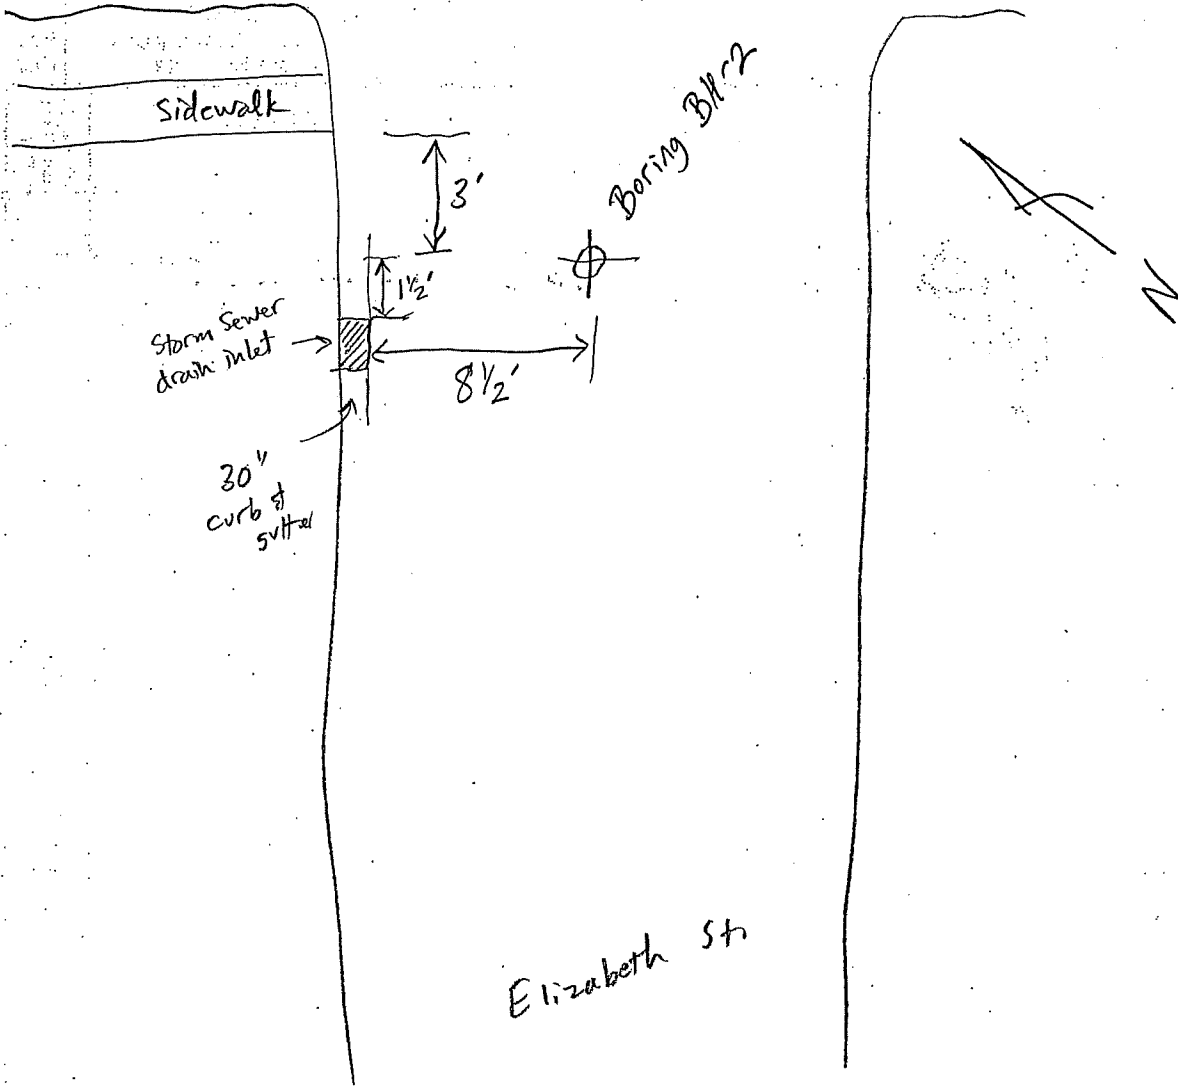 Sidewalk
Boring BH-2
3'
1½'
Storm Sewer
drain inlet
8½'
30"
curb &
gutter
N
Elizabeth St.